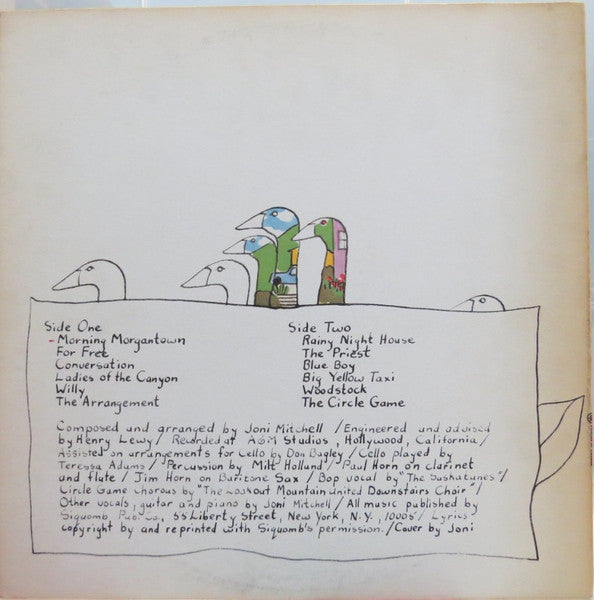 Side One
- Morning Morgantown
For Free
Conversation
Ladies of the Canyon
Willy
The Arrangement
Side Two
Rainy Night House
The Priest
Blue Boy
Big Yellow Taxi
Woodstock
The Circle Game
Composed and arranged by Joni Mitchell / Engineered and advised
by Henry Lewy / Recorded at A&M Studios, Hollywood, California /
Assisted on arrangements for Cello by Don Bagley / Cello played by
Teressa Adams / Percussion by Milt Holland / Paul Horn on clarinet
and flute / Jim Horn on Baritone Sax / Bop vocal by "The Saskatunes" /
Circle Game Chorous by "The Lookout Mountain United Downstairs Choir" /
Other vocals, guitar and piano by Joni Mitchell / All music published by
Siquomb Pub. Co., 55 Liberty Street, New York, N.Y., 10005 / Lyrics
copyright by and reprinted with Siquomb's permission. / Cover by Joni